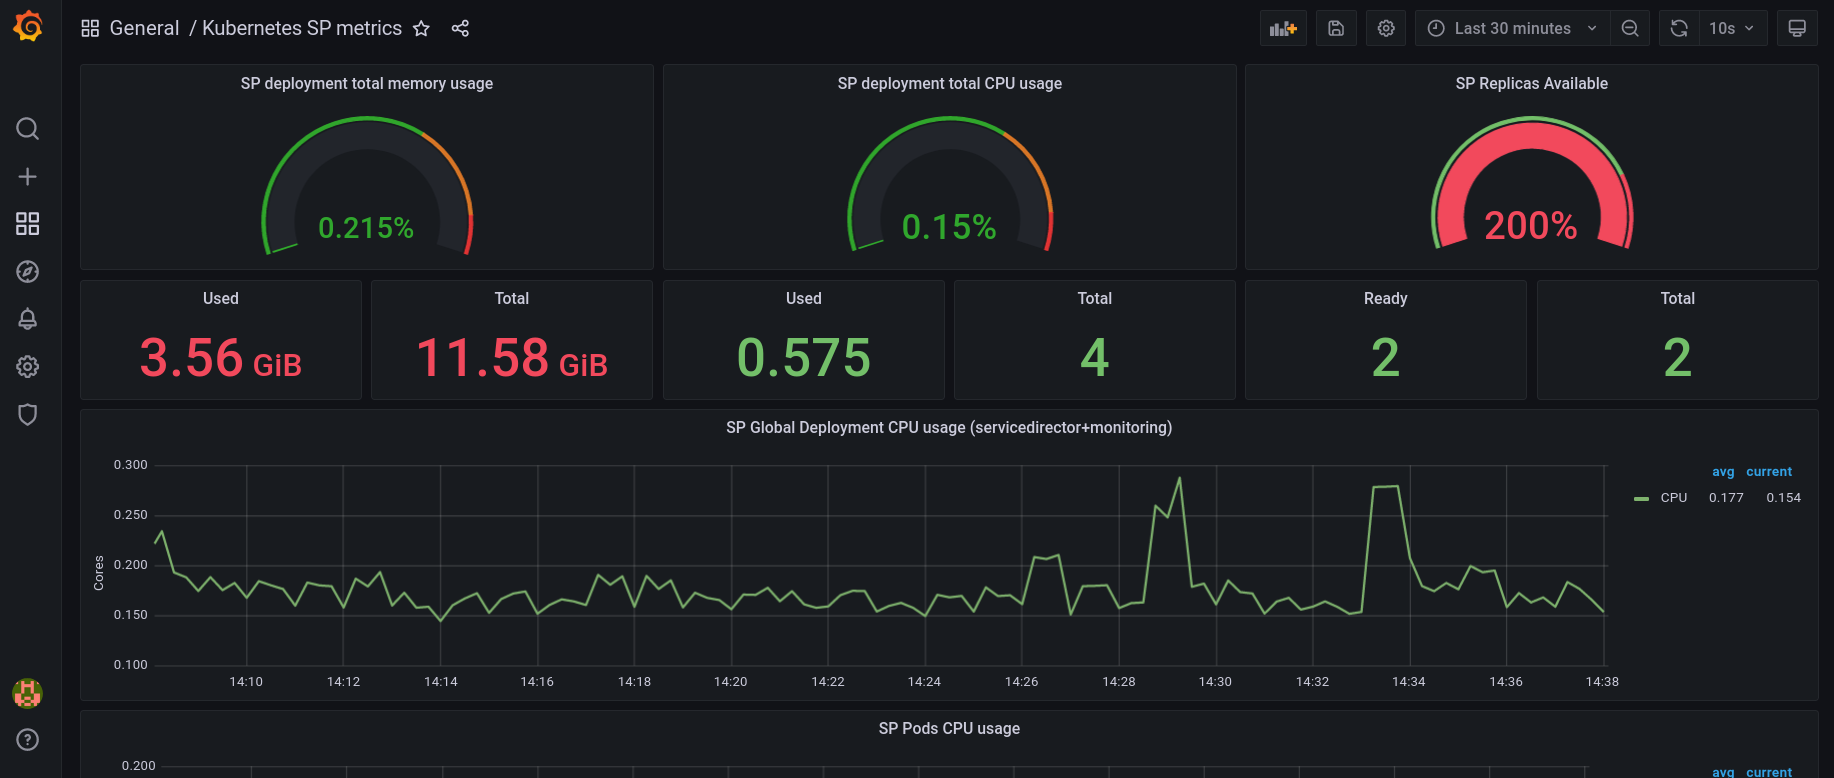 General / Kubernetes SP metrics
Last 30 minutes
10s
SP deployment total memory usage
SP deployment total CPU usage
SP Replicas Available
0.215%
0.15%
200%
Used
Total
Used
Total
Ready
Total
3.56 GiB
11.58 GiB
0.575
4
2
2
SP Global Deployment CPU usage (servicedirector+monitoring)
0.300
0.250
0.200
0.150
0.100
Cores
14:10 14:12 14:14 14:16 14:18 14:20 14:22 14:24 14:26 14:28 14:30 14:32 14:34 14:36 14:38
avg current
CPU 0.177 0.154
SP Pods CPU usage
0.200
avg current